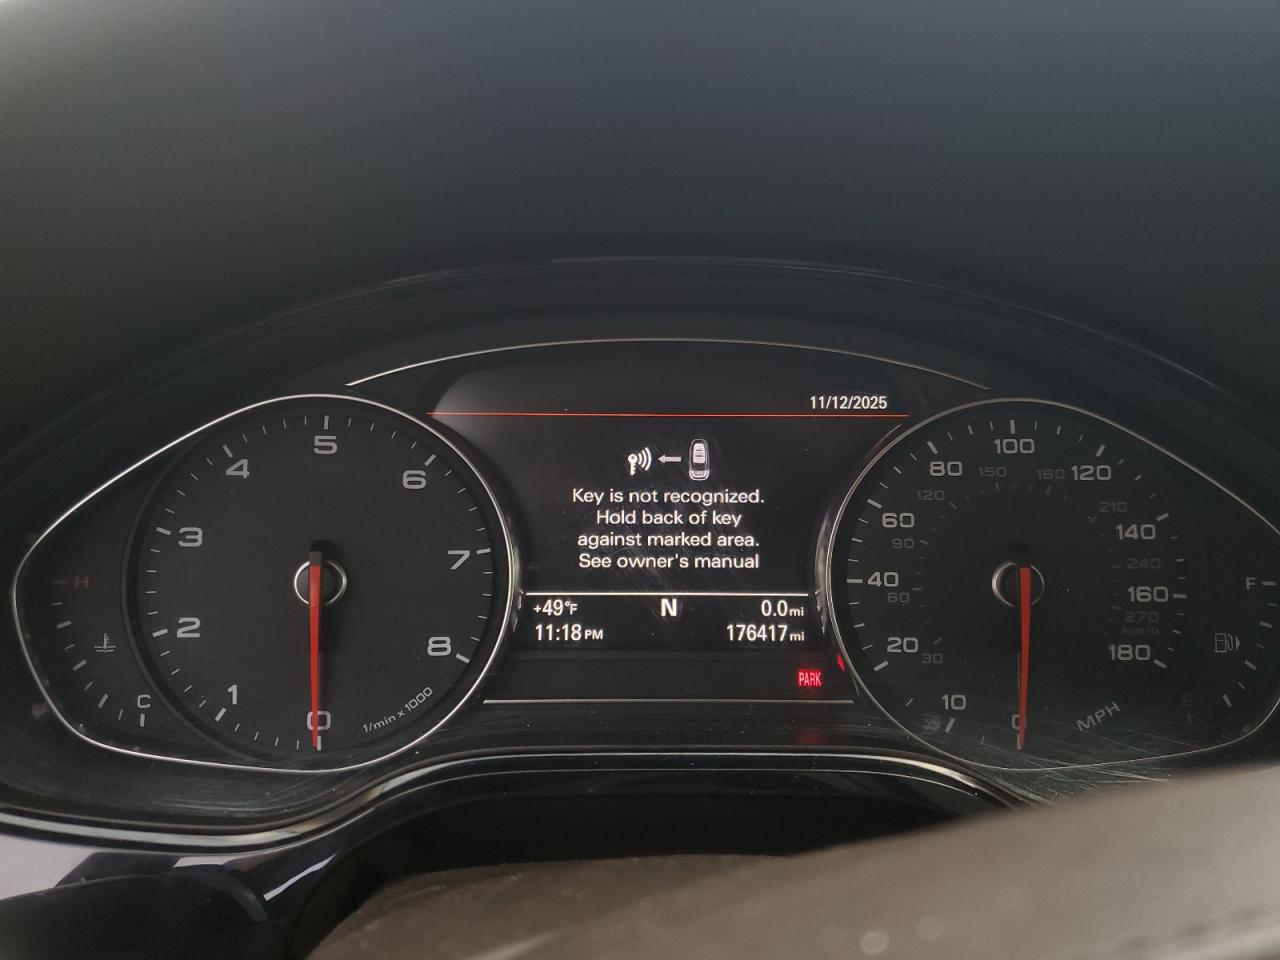 11/12/2025
Key is not recognized.
Hold back of key
against marked area.
See owner's manual
+49°F N 0.0mi
11:18PM 176417mi
PARK
H
C
0
1
2
3
4
5
6
7
8
1/min x 1000
0
10
20
40
60
80
100
120
140
160
180
30
60
90
120
150
180
210
240
270
km/h
MPH
F
E